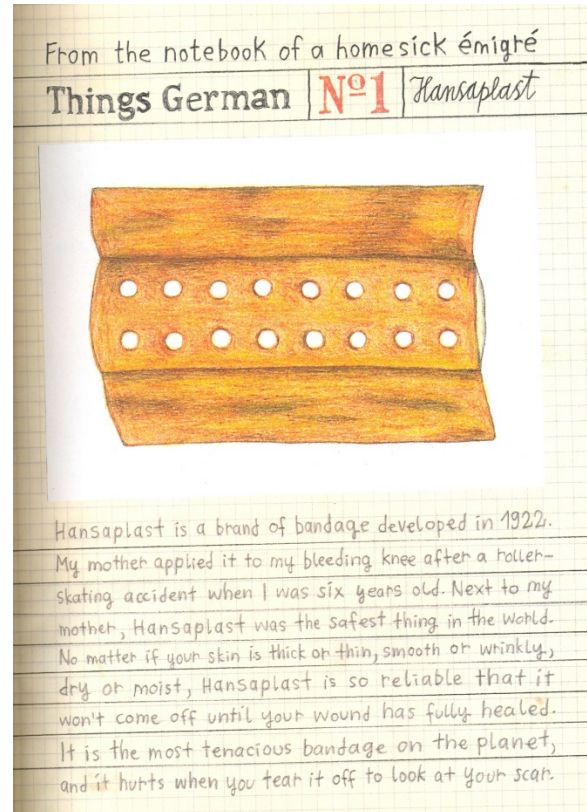 From the notebook of a homesick émigré
Things German | Nº1 | Hansaplast
Hansaplast is a brand of bandage developed in 1922.
My mother applied it to my bleeding knee after a roller-
skating accident when I was six years old. Next to my
mother, Hansaplast was the safest thing in the world.
No matter if your skin is thick or thin, smooth or wrinkly,
dry or moist, Hansaplast is so reliable that it
won't come off until your wound has fully healed.
It is the most tenacious bandage on the planet,
and it hurts when you tear it off to look at your scar.